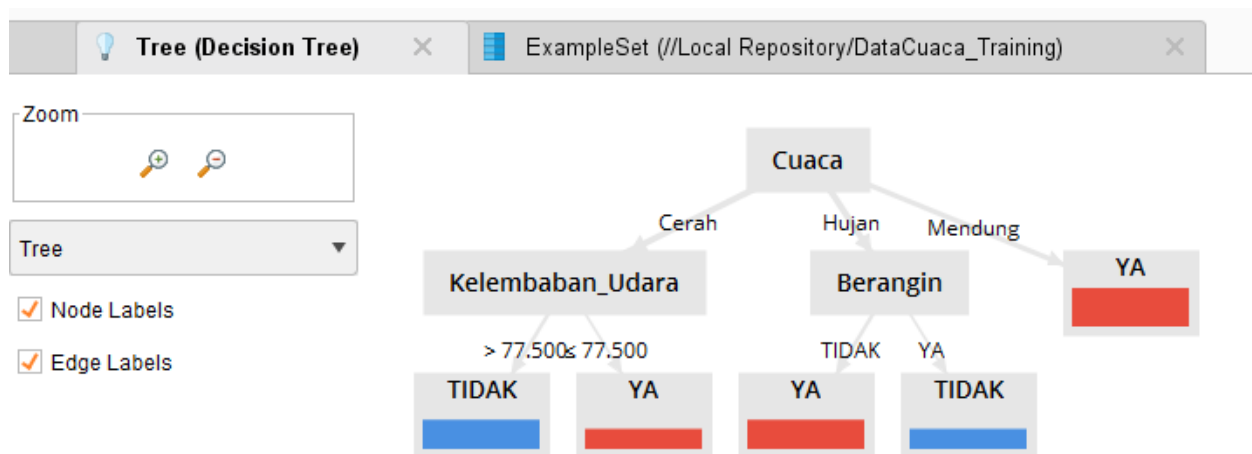 Tree (Decision Tree)
ExampleSet (//Local Repository/DataCuaca_Training)
Zoom
Tree
Node Labels
Edge Labels
Cuaca
Cerah
Hujan
Mendung
Kelembaban_Udara
Berangin
YA
> 77.500
≤ 77.500
TIDAK
YA
TIDAK
YA
YA
TIDAK